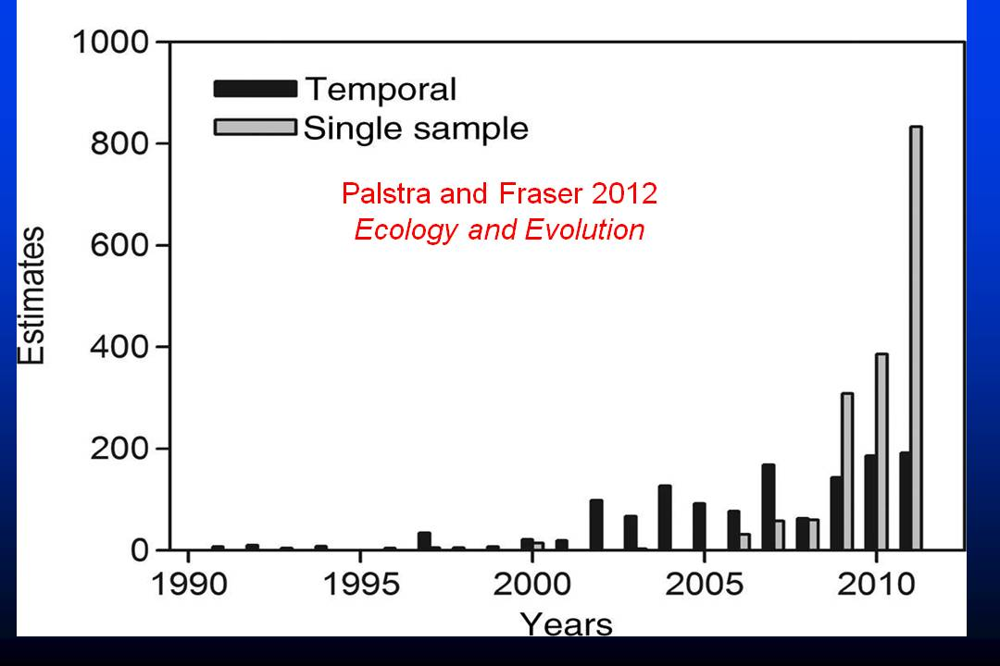 1000
Temporal
Single sample
800
Palstra and Fraser 2012
Ecology and Evolution
600
Estimates
400
200
0
1990 1995 2000 2005 2010
Years